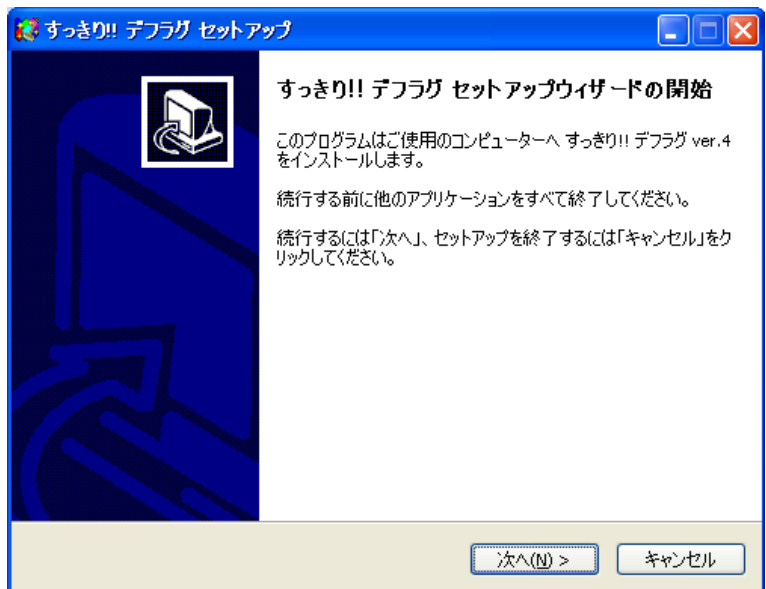 すっきり!! デフラグ セットアップ
すっきり!! デフラグ セットアップウィザードの開始
このプログラムはご使用のコンピューターへ すっきり!! デフラグ ver.4
をインストールします。
続行する前に他のアプリケーションをすべて終了してください。
続行するには「次へ」、セットアップを終了するには「キャンセル」をク
リックしてください。
次へ(N) >
キャンセル